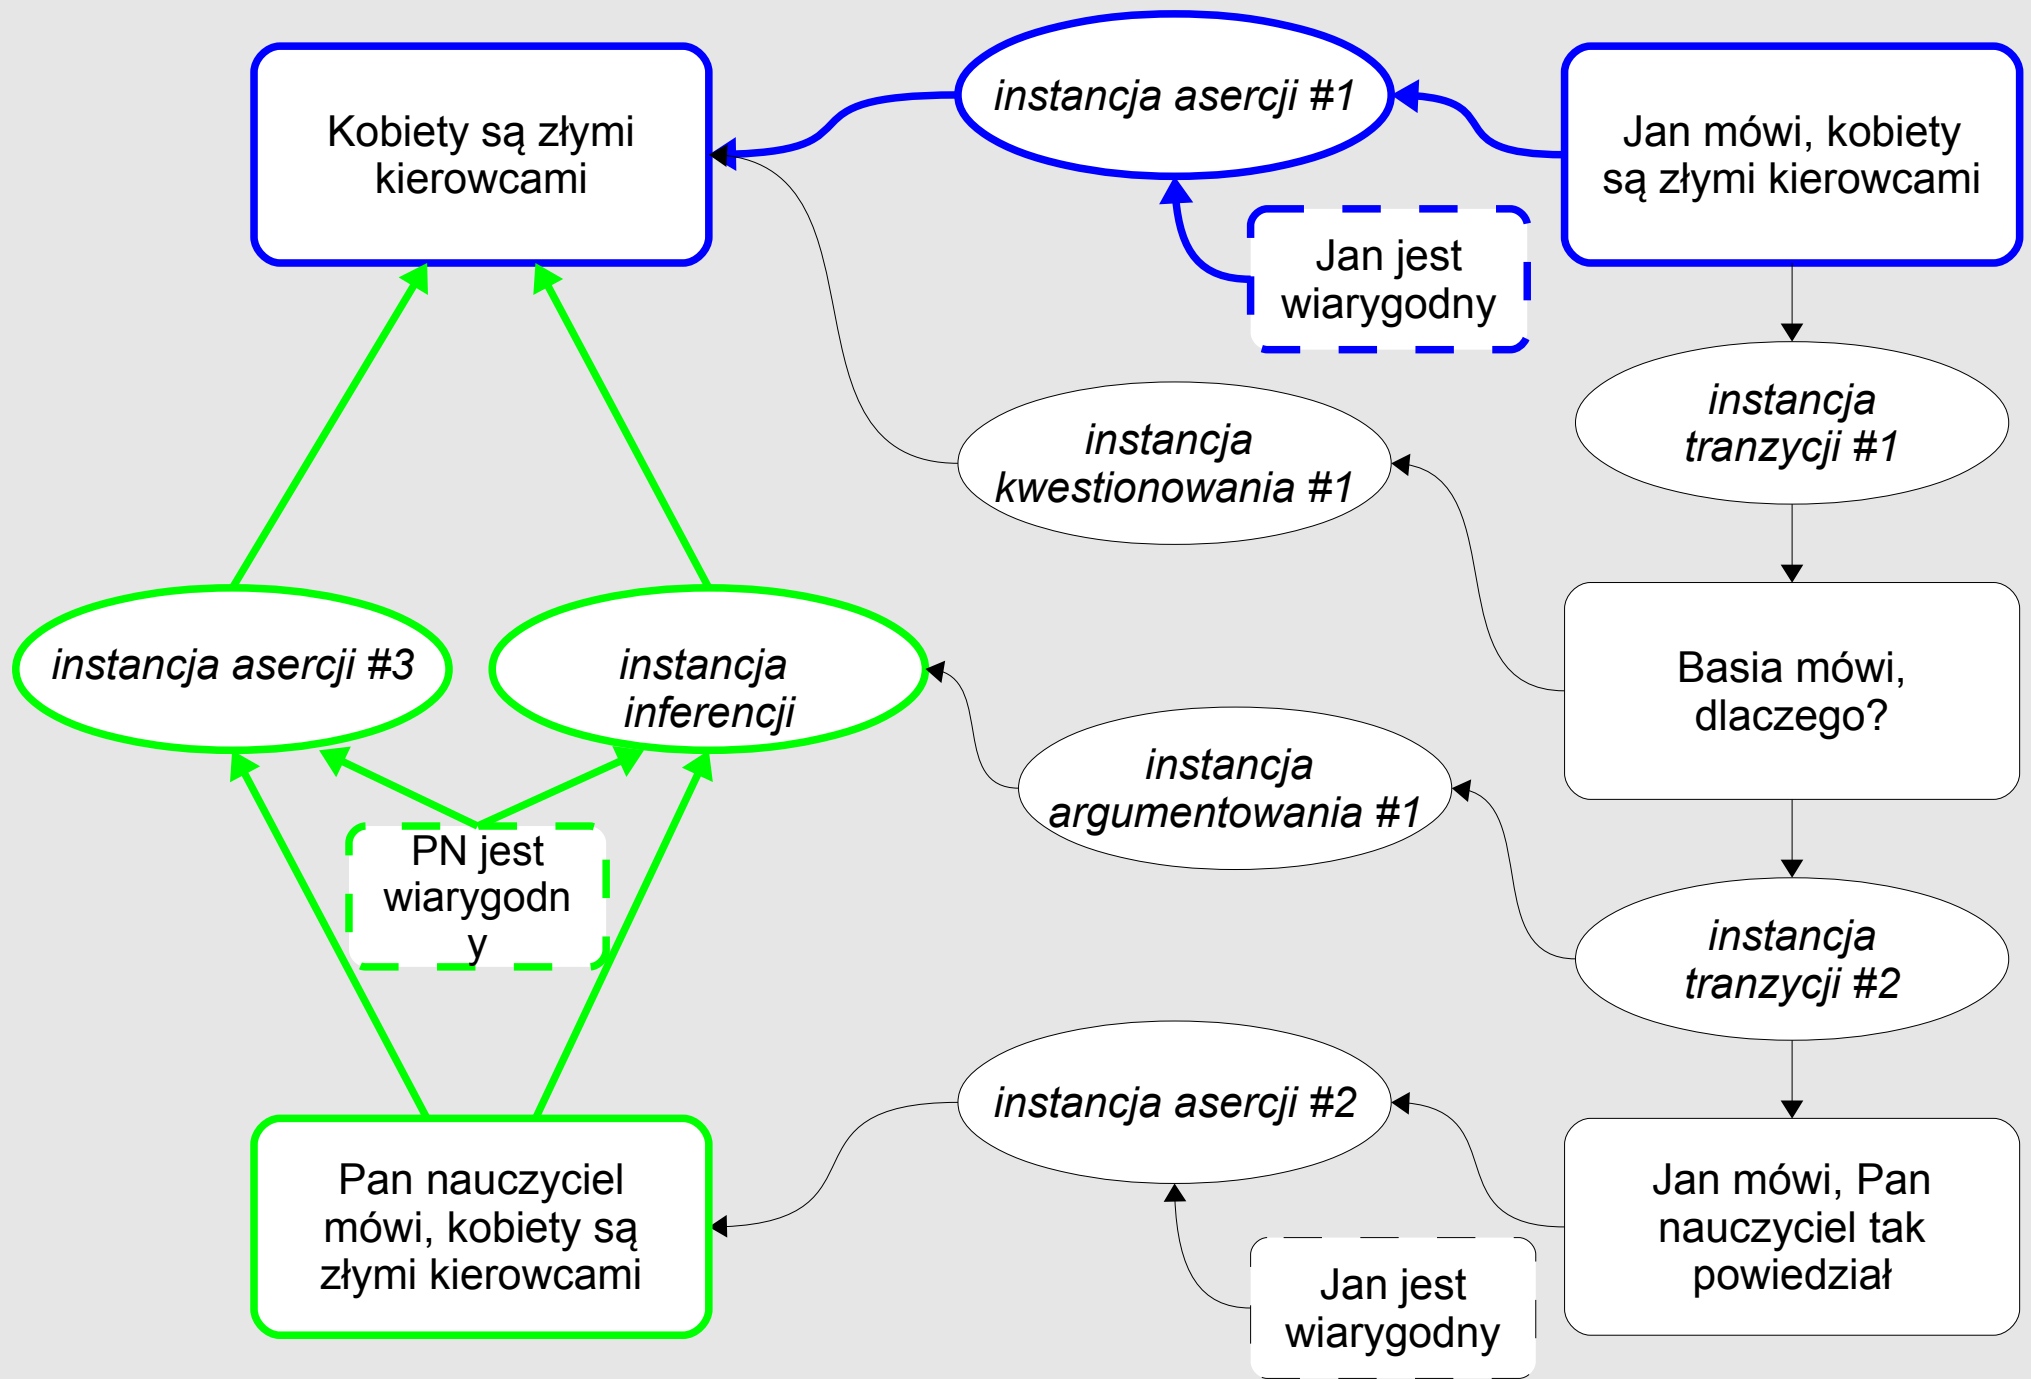 Kobiety są złymi
kierowcami
instancja asercji #1
Jan mówi, kobiety
są złymi kierowcami
Jan jest
wiarygodny
instancja
tranzycji #1
instancja
kwestionowania #1
instancja asercji #3
instancja
inferencji
Basia mówi,
dlaczego?
instancja
argumentowania #1
PN jest
wiarygodn
y
instancja
tranzycji #2
instancja asercji #2
Pan nauczyciel
mówi, kobiety są
złymi kierowcami
Jan mówi, Pan
nauczyciel tak
powiedział
Jan jest
wiarygodny